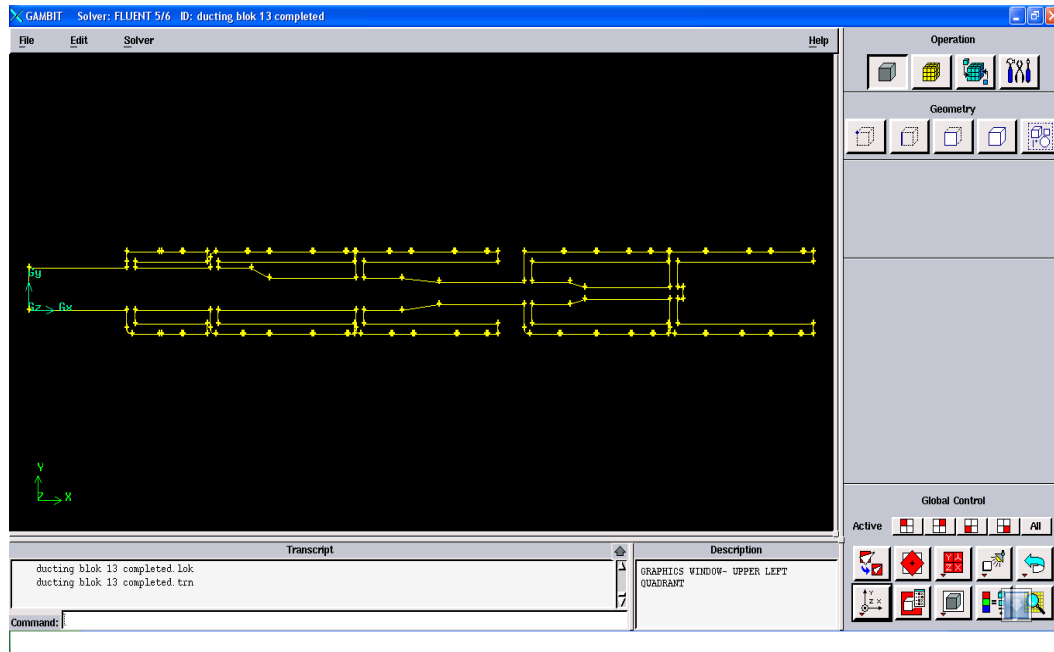 GAMBIT Solver: FLUENT 5/6 ID: ducting blok 13 completed
File Edit Solver Help
Operation
Geometry
Gy
Gz Gx
Y
Z X
Global Control
Active All
Transcript
ducting blok 13 completed.lok
ducting blok 13 completed.trn
Command:
Description
GRAPHICS WINDOW- UPPER LEFT
QUADRANT